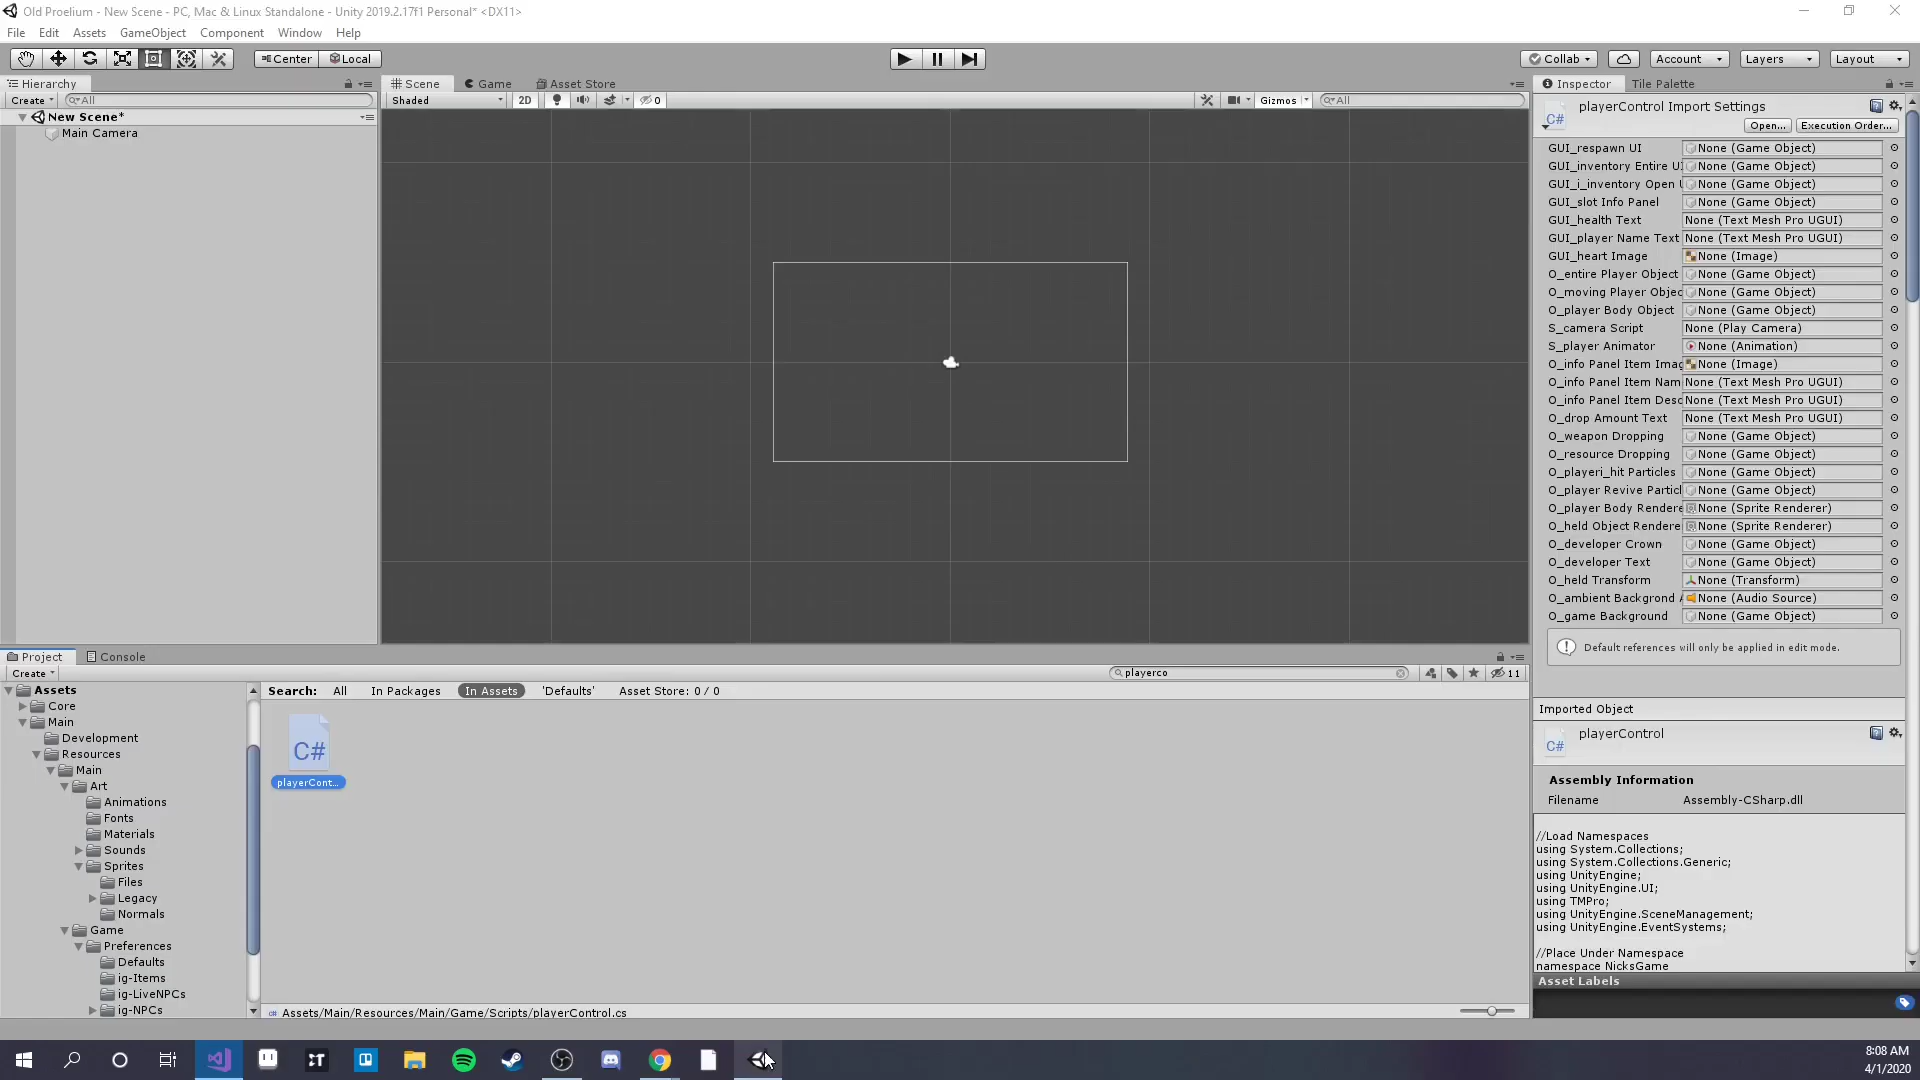 Old Proelium - New Scene - PC, Mac & Linux Standalone - Unity 2019.2.17f1 Personal* <DX11>
File Edit Assets GameObject Component Window Help
Center Local
Collab Account Layers Layout
Hierarchy
Create All
New Scene*
Main Camera
Scene Game Asset Store
Shaded 2D 0 Gizmos All
Inspector Tile Palette
playerControl Import Settings
C# Open... Execution Order...
GUI_respawn UI None (Game Object)
GUI_inventory Entire U None (Game Object)
GUI_i_inventory Open None (Game Object)
GUI_slot Info Panel None (Game Object)
GUI_health Text None (Text Mesh Pro UGUI)
GUI_player Name Text None (Text Mesh Pro UGUI)
GUI_heart Image None (Image)
O_entire Player Object None (Game Object)
O_moving Player Objec None (Game Object)
O_player Body Object None (Game Object)
S_camera Script None (Play Camera)
S_player Animator None (Animation)
O_info Panel Item Imag None (Image)
O_info Panel Item Nam None (Text Mesh Pro UGUI)
O_info Panel Item Desc None (Text Mesh Pro UGUI)
O_drop Amount Text None (Text Mesh Pro UGUI)
O_weapon Dropping None (Game Object)
O_resource Dropping None (Game Object)
O_playeri_hit Particles None (Game Object)
O_player Revive Particl None (Game Object)
O_player Body Rendere None (Sprite Renderer)
O_held Object Rendere None (Sprite Renderer)
O_developer Crown None (Game Object)
O_developer Text None (Game Object)
O_held Transform None (Transform)
O_ambient Backgrond A None (Audio Source)
O_game Background None (Game Object)
Default references will only be applied in edit mode.
Imported Object
playerControl
C#
Assembly Information
Filename Assembly-CSharp.dll
//Load Namespaces
using System.Collections;
using System.Collections.Generic;
using UnityEngine;
using UnityEngine.UI;
using TMPro;
using UnityEngine.SceneManagement;
using UnityEngine.EventSystems;
//Place Under Namespace
namespace NicksGame
Asset Labels
Project Console
Create playerco 11
Assets
Core
Main
Development
Resources
Main
Art
Animations
Fonts
Materials
Sounds
Sprites
Files
Legacy
Normals
Game
Preferences
Defaults
ig-Items
ig-LiveNPCs
ig-NPCs
Search: All In Packages In Assets 'Defaults' Asset Store: 0 / 0
C#
playerCont...
Assets/Main/Resources/Main/Game/Scripts/playerControl.cs
8:08 AM
4/1/2020